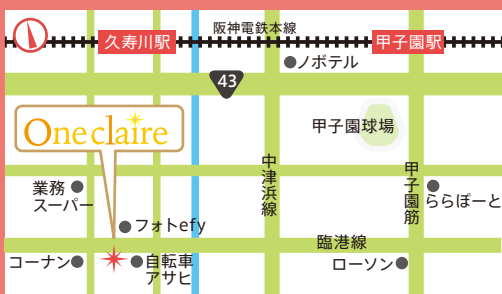 阪神電鉄本線
久寿川駅
甲子園駅
ノボテル
43
Oneclaire
甲子園球場
中津浜線
甲子園筋
業務
スーパー
ららぽーと
フォトefy
臨港線
コーナン
自転車
アサヒ
ローソン